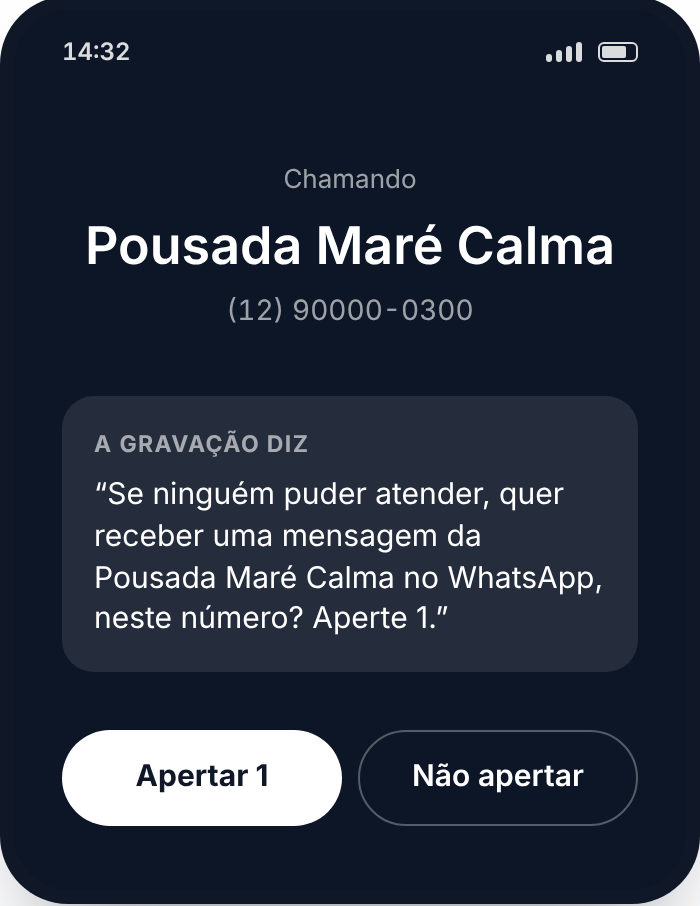 14:32
Chamando
Pousada Maré Calma
(12) 90000-0300
A GRAVAÇÃO DIZ
“Se ninguém puder atender, quer
receber uma mensagem da
Pousada Maré Calma no WhatsApp,
neste número? Aperte 1.”
Apertar 1
Não apertar